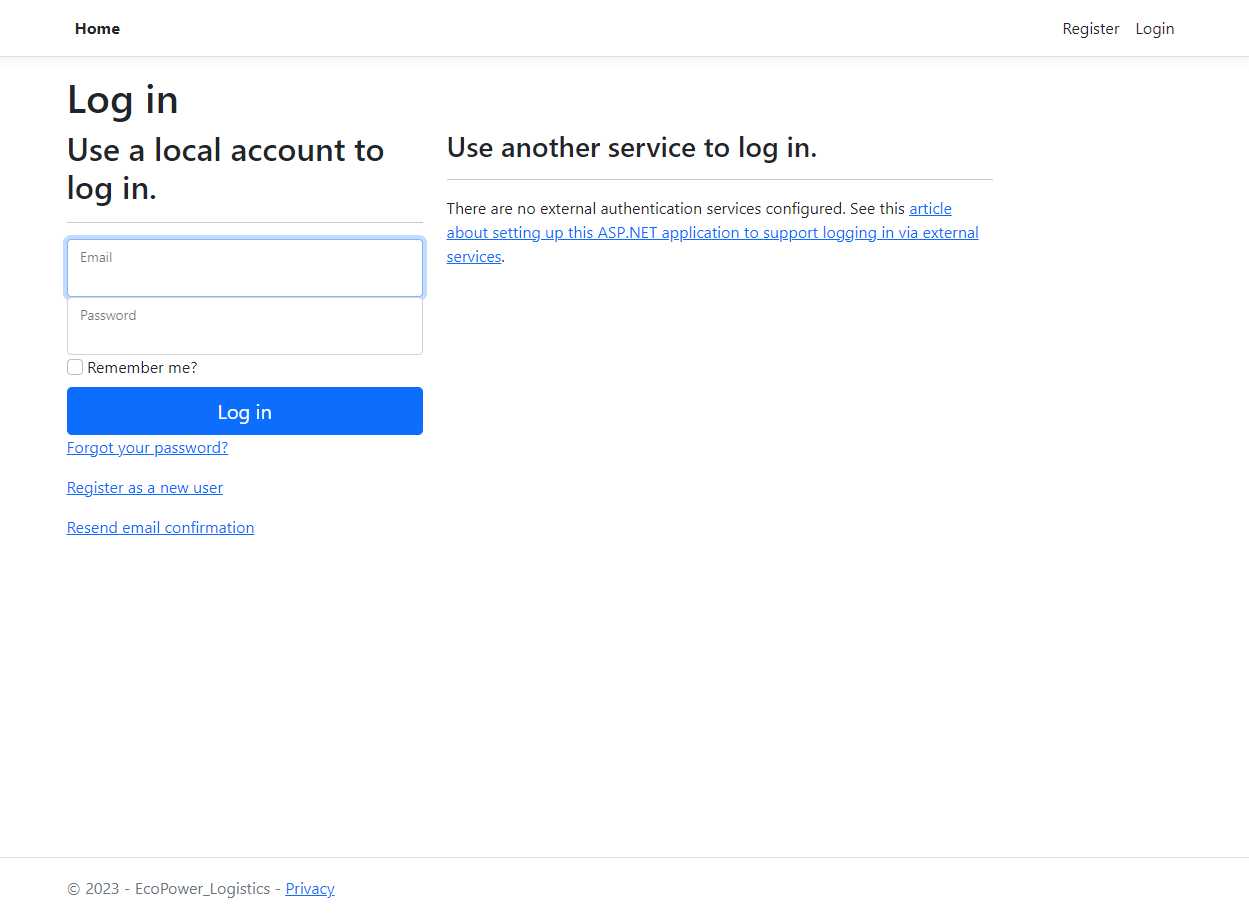 Home
Register
Login
Log in
Use a local account to
log in.
Email
Password
Remember me?
Log in
Forgot your password?
Register as a new user
Resend email confirmation
Use another service to log in.
There are no external authentication services configured. See this article
about setting up this ASP.NET application to support logging in via external
services.
© 2023 - EcoPower_Logistics - Privacy